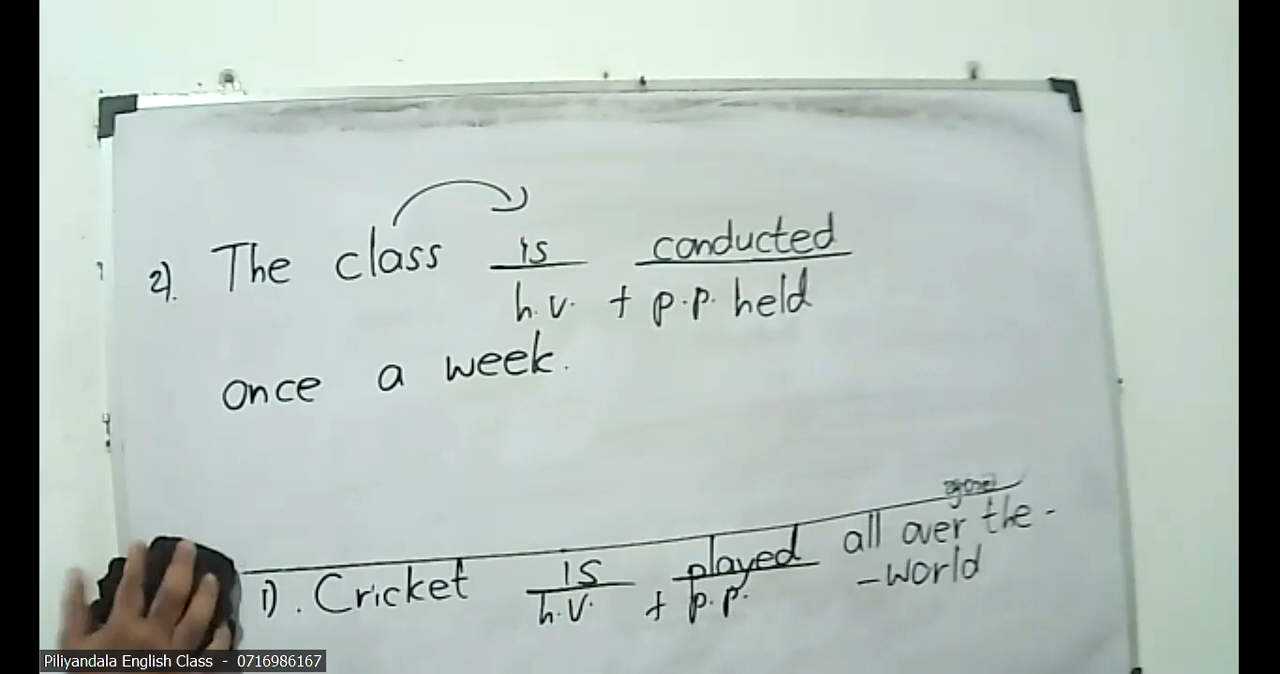 2). The class is conducted
h.v. + p.p. held
once a week.
1). Cricket is played all over the -
h.v. + p.p. - world
Piliyandala English Class - 0716986167